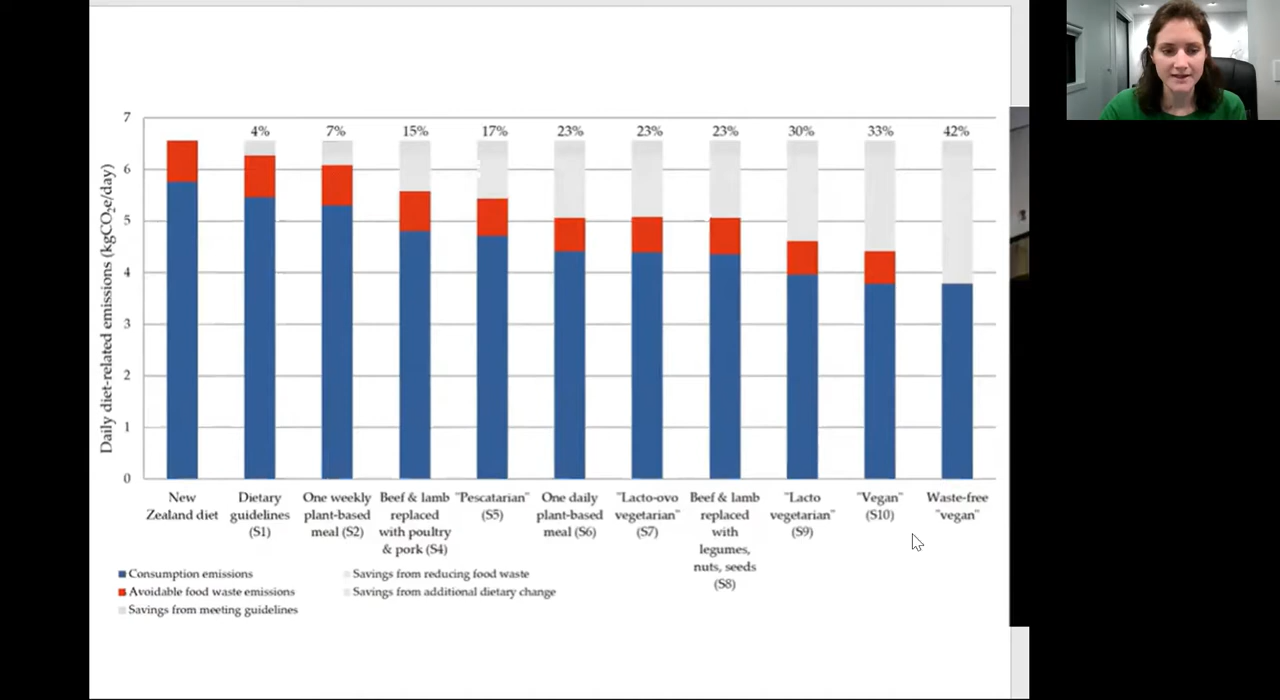 7
6
5
4
3
2
1
0
Daily diet-related emissions (kgCO₂e/day)
4%
7%
15%
17%
23%
23%
23%
30%
33%
42%
New
Zealand diet
Dietary
guidelines
(S1)
One weekly
plant-based
meal (S2)
Beef & lamb
replaced
with poultry
& pork (S4)
"Pescatarian"
(S5)
One daily
plant-based
meal (S6)
"Lacto-ovo
vegetarian"
(S7)
Beef & lamb
replaced
with
legumes,
nuts, seeds
(S8)
"Lacto
vegetarian"
(S9)
"Vegan"
(S10)
Waste-free
"vegan"
Consumption emissions
Avoidable food waste emissions
Savings from meeting guidelines
Savings from reducing food waste
Savings from additional dietary change